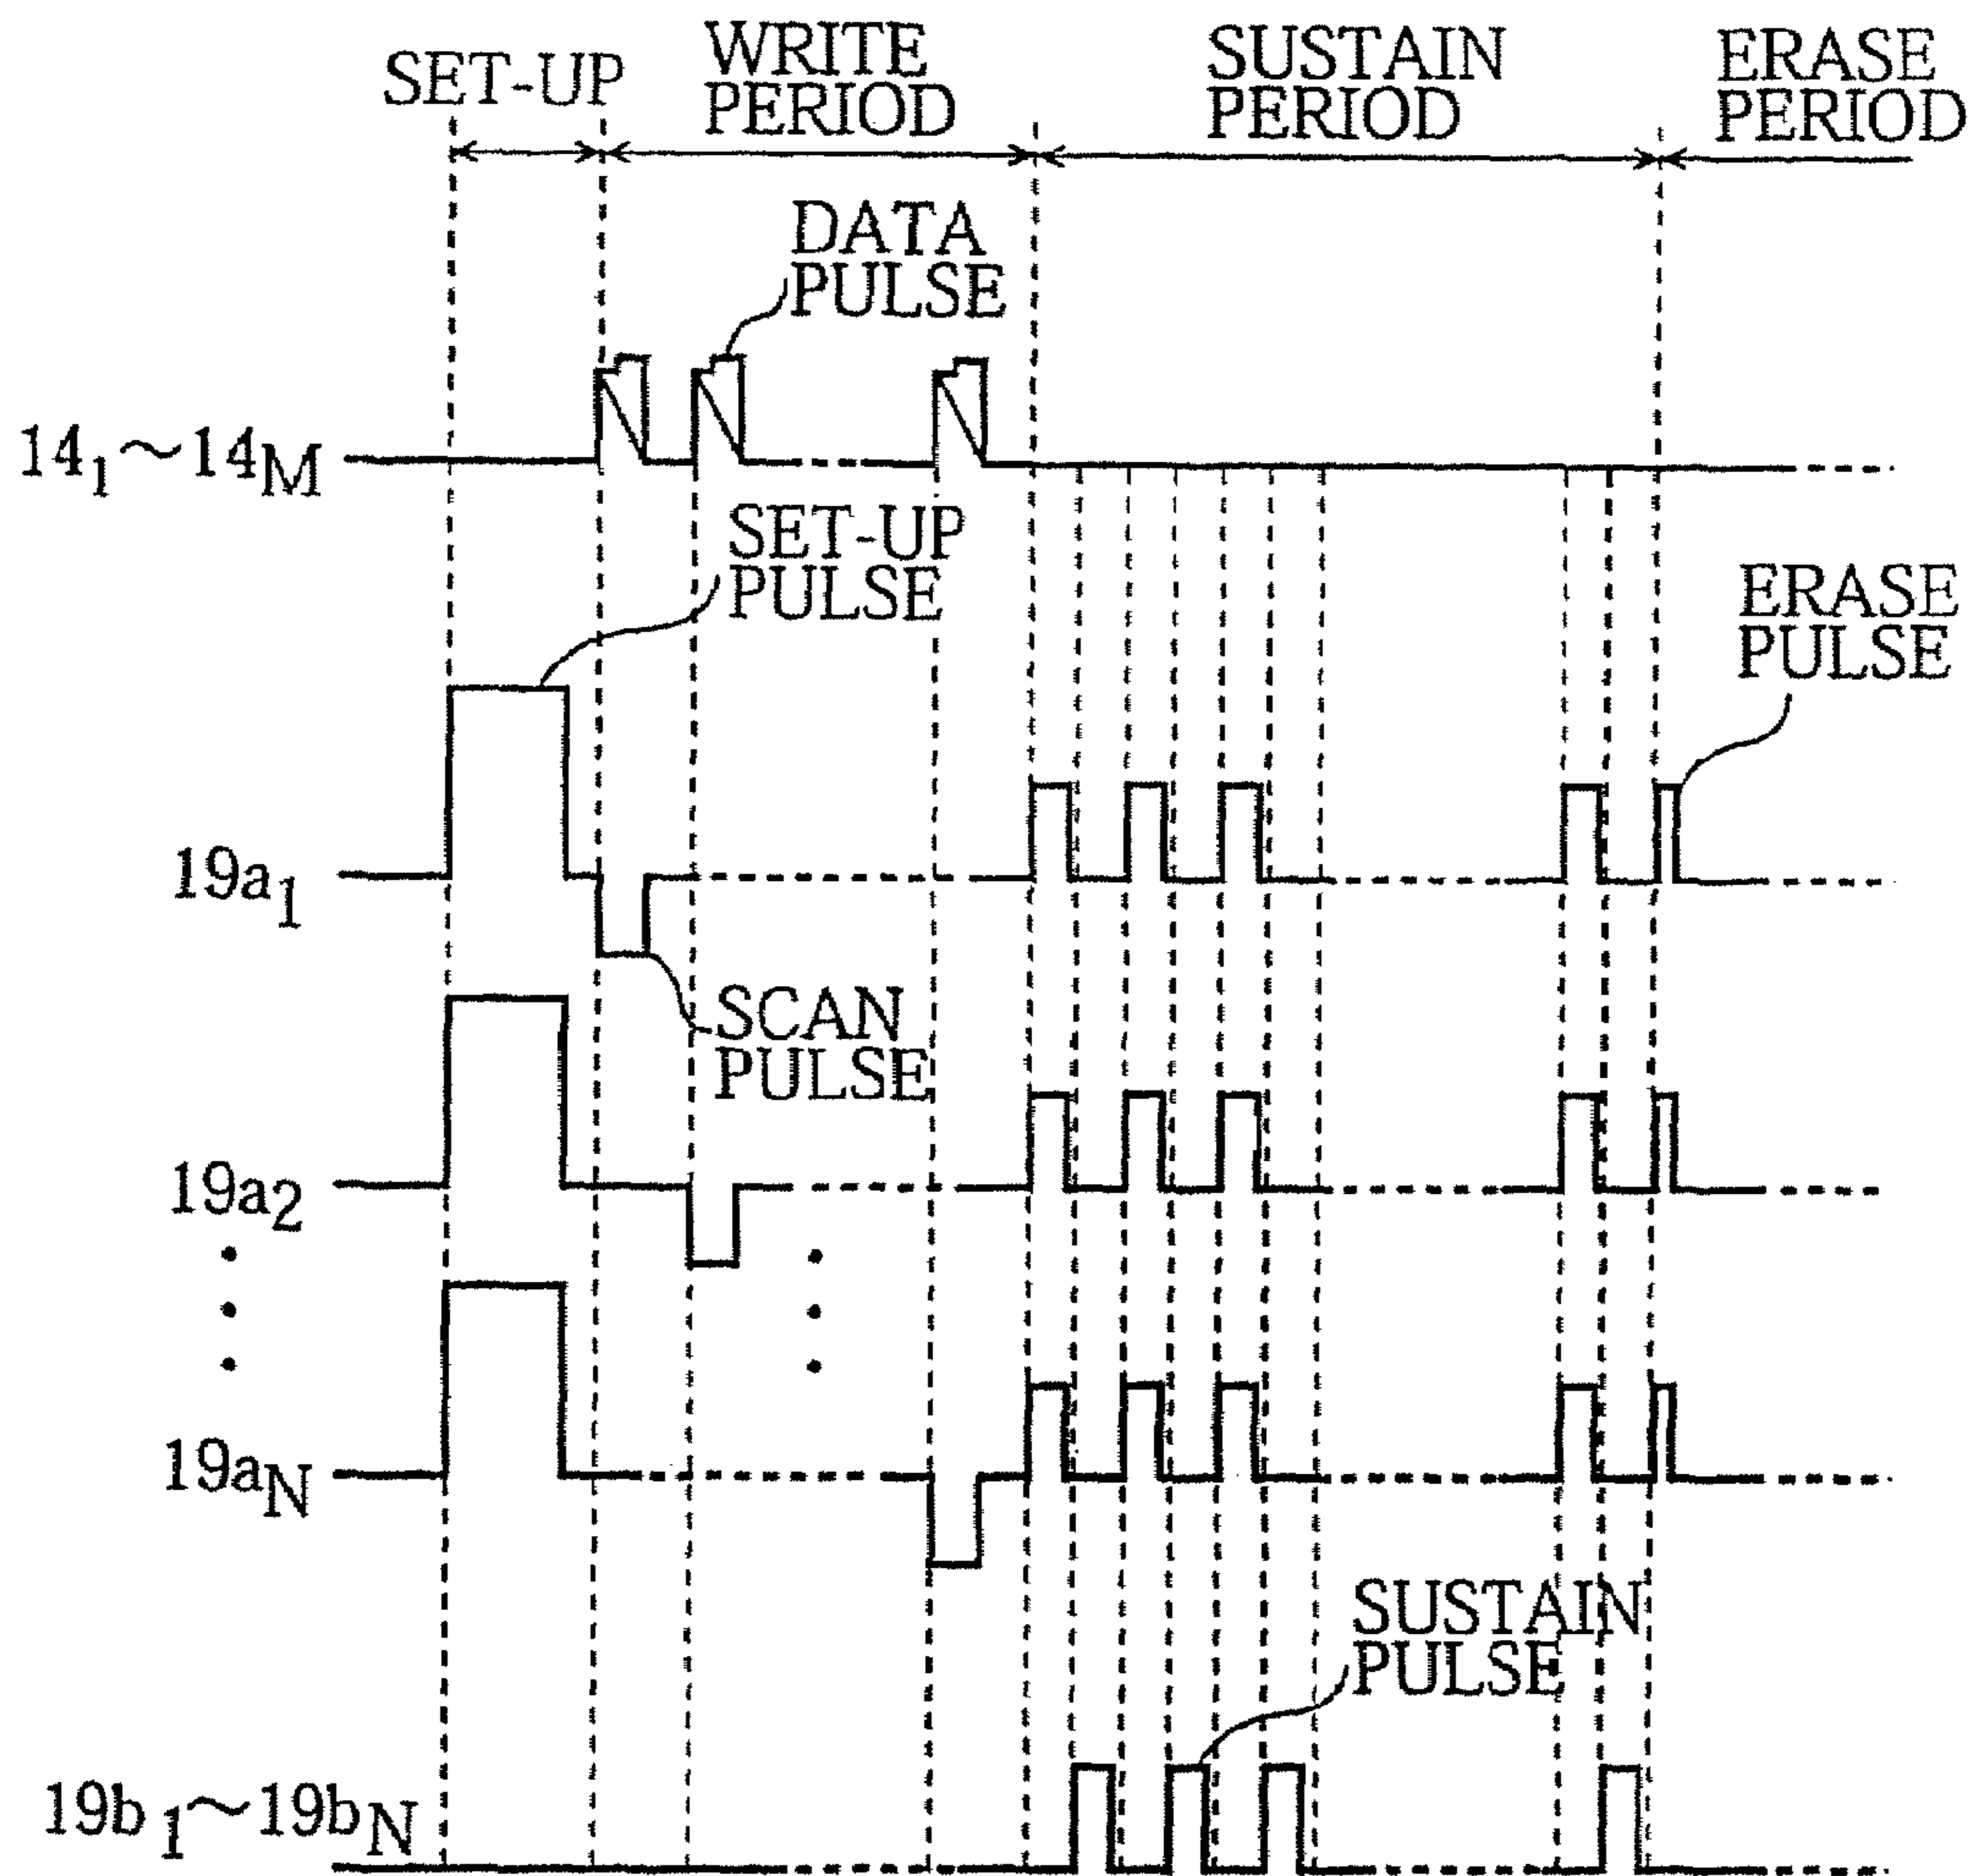 SET-UP
WRITE
PERIOD
SUSTAIN
PERIOD
ERASE
PERIOD
DATA
PULSE
14₁~14M
SET-UP
PULSE
ERASE
PULSE
19a₁
SCAN
PULSE
19a₂
19aN
SUSTAIN
PULSE
19b₁~19bN